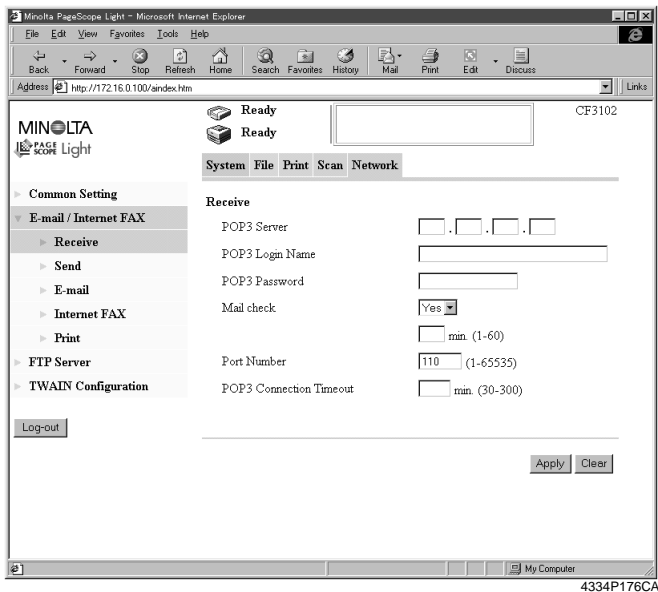 Minolta PageScope Light - Microsoft Internet Explorer
File Edit View Favorites Tools Help
Back Forward Stop Refresh Home Search Favorites History Mail Print Edit Discuss
Address http://172.16.0.100/aindex.htm Links
MINOLTA
PAGE SCOPE Light
Ready
Ready
CF3102
System File Print Scan Network
Common Setting
E-mail / Internet FAX
Receive
Send
E-mail
Internet FAX
Print
FTP Server
TWAIN Configuration
Log-out
Receive
POP3 Server . . .
POP3 Login Name
POP3 Password
Mail check Yes
min. (1-60)
Port Number 110 (1-65535)
POP3 Connection Timeout min. (30-300)
Apply Clear
My Computer
4334P176CA